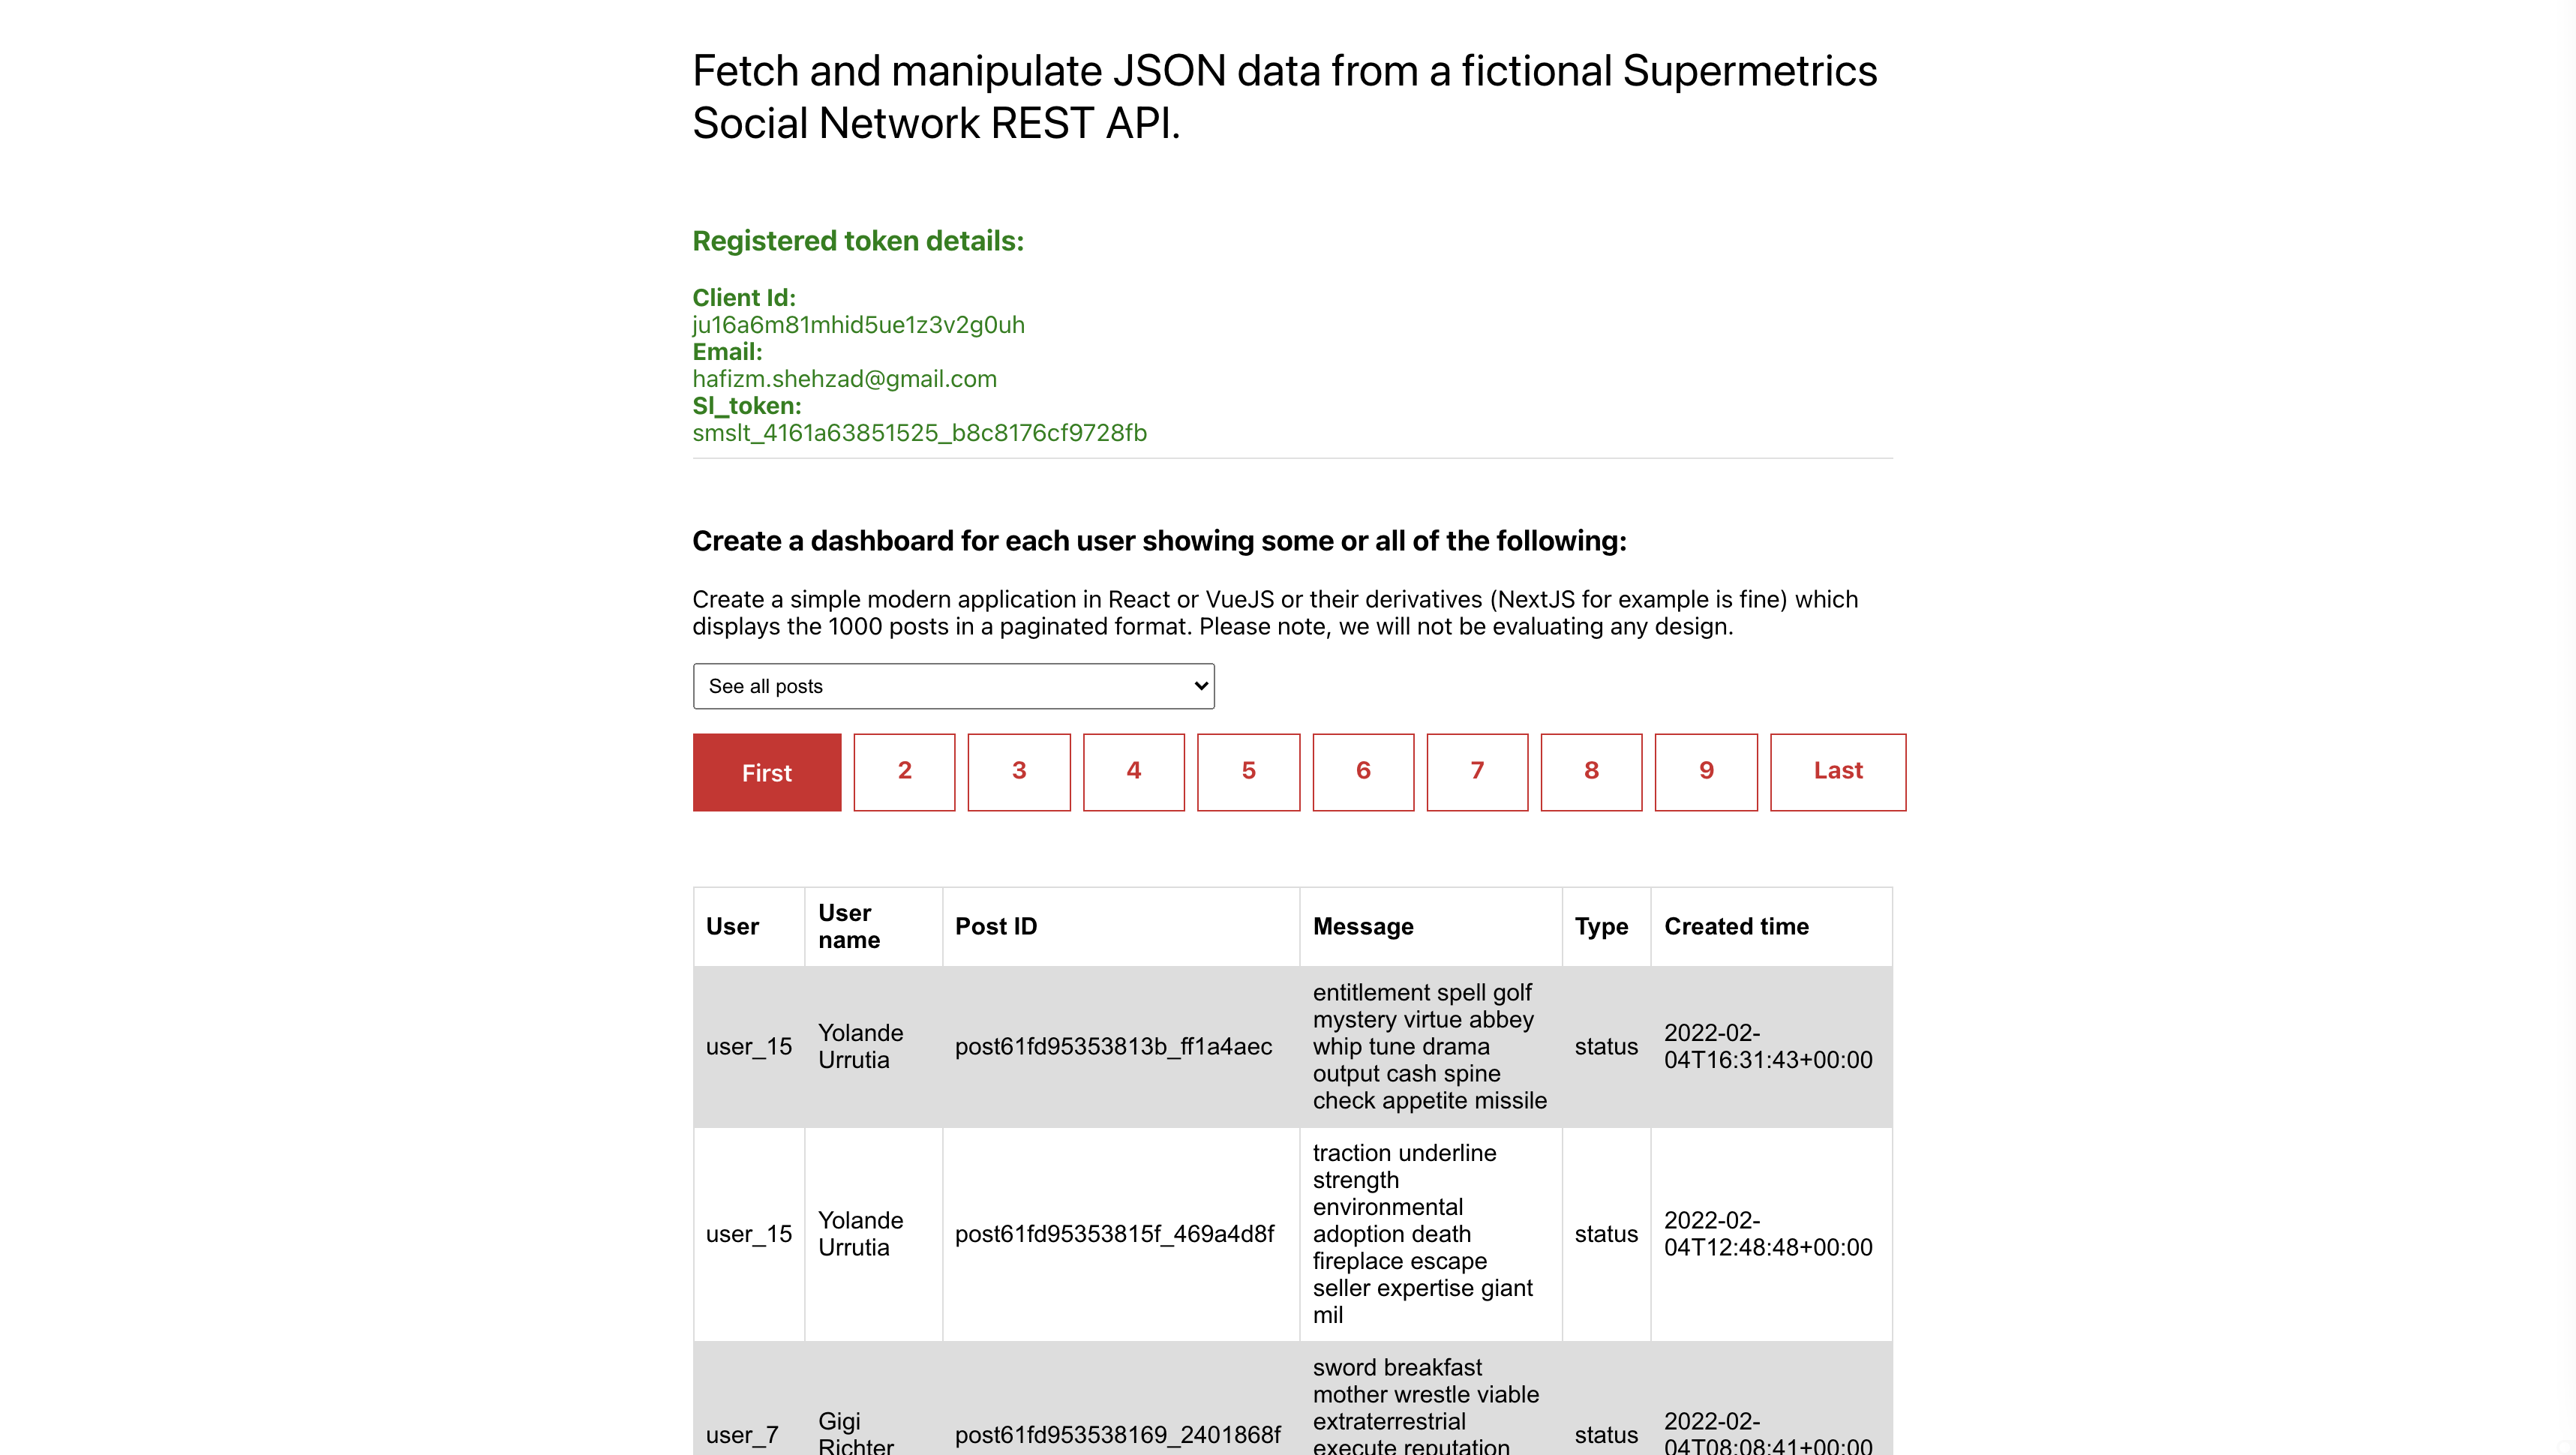 Fetch and manipulate JSON data from a fictional Supermetrics
Social Network REST API.
Registered token details:
Client Id:
ju16a6m81mhid5ue1z3v2g0uh
Email:
hafizm.shehzad@gmail.com
Sl_token:
smslt_4161a63851525_b8c8176cf9728fb
Create a dashboard for each user showing some or all of the following:
Create a simple modern application in React or VueJS or their derivatives (NextJS for example is fine) which
displays the 1000 posts in a paginated format. Please note, we will not be evaluating any design.
See all posts
First 2 3 4 5 6 7 8 9 Last
User User name Post ID Message Type Created time
user_15
Yolande
Urrutia
post61fd95353813b_ff1a4aec
entitlement spell golf
mystery virtue abbey
whip tune drama
output cash spine
check appetite missile
status
2022-02-
04T16:31:43+00:00
user_15
Yolande
Urrutia
post61fd95353815f_469a4d8f
traction underline
strength
environmental
adoption death
fireplace escape
seller expertise giant
mil
status
2022-02-
04T12:48:48+00:00
user_7
Gigi
Richter
post61fd953538169_2401868f
sword breakfast
mother wrestle viable
extraterrestrial
execute reputation
status
2022-02-
04T08:08:41+00:00